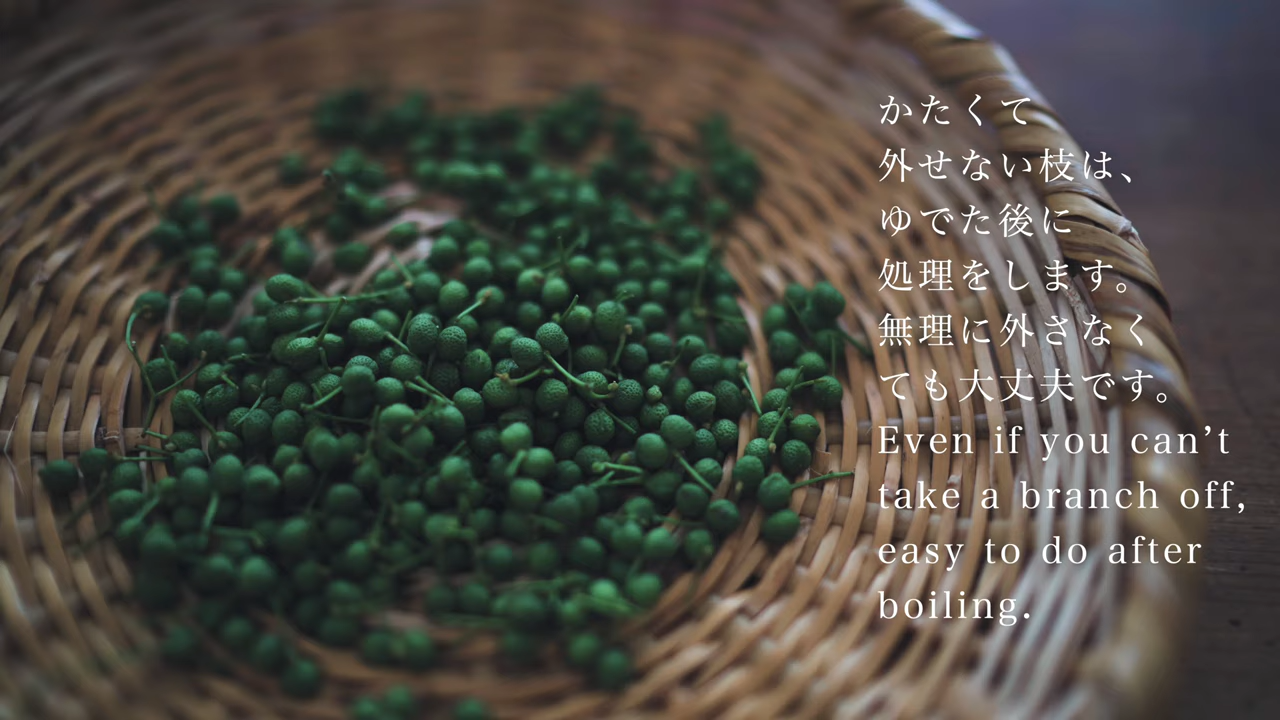 かたくて
外せない枝は、
ゆでた後に
処理をします。
無理に外さなく
ても大丈夫です。
Even if you can’t
take a branch off,
easy to do after
boiling.